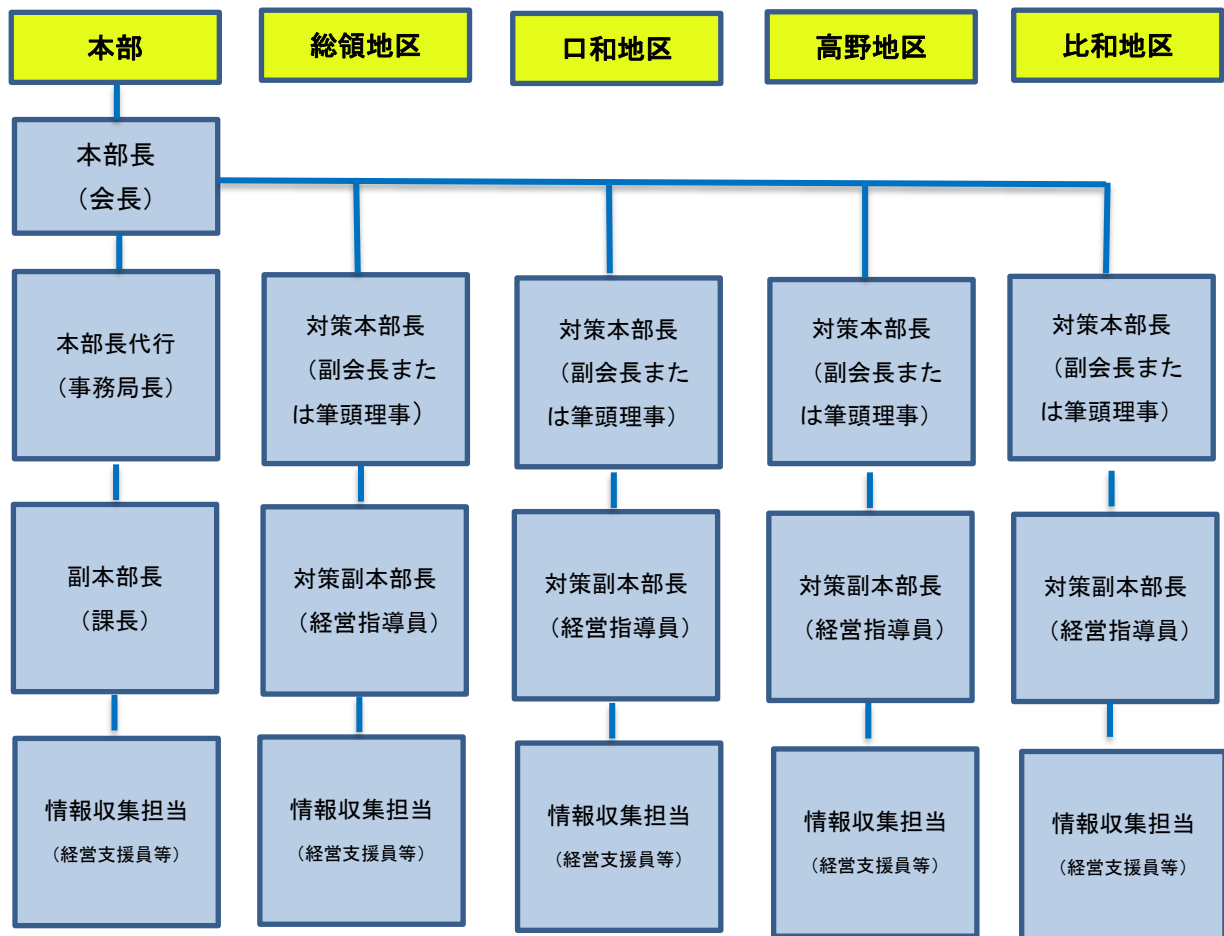 本部
総領地区
口和地区
高野地区
比和地区
本部長
（会長）
本部長代行
（事務局長）
対策本部長
（副会長また
は筆頭理事）
対策本部長
（副会長また
は筆頭理事）
対策本部長
（副会長また
は筆頭理事）
対策本部長
（副会長また
は筆頭理事）
副本部長
（課長）
対策副本部長
（経営指導員）
対策副本部長
（経営指導員）
対策副本部長
（経営指導員）
対策副本部長
（経営指導員）
情報収集担当
（経営支援員等）
情報収集担当
（経営支援員等）
情報収集担当
（経営支援員等）
情報収集担当
（経営支援員等）
情報収集担当
（経営支援員等）